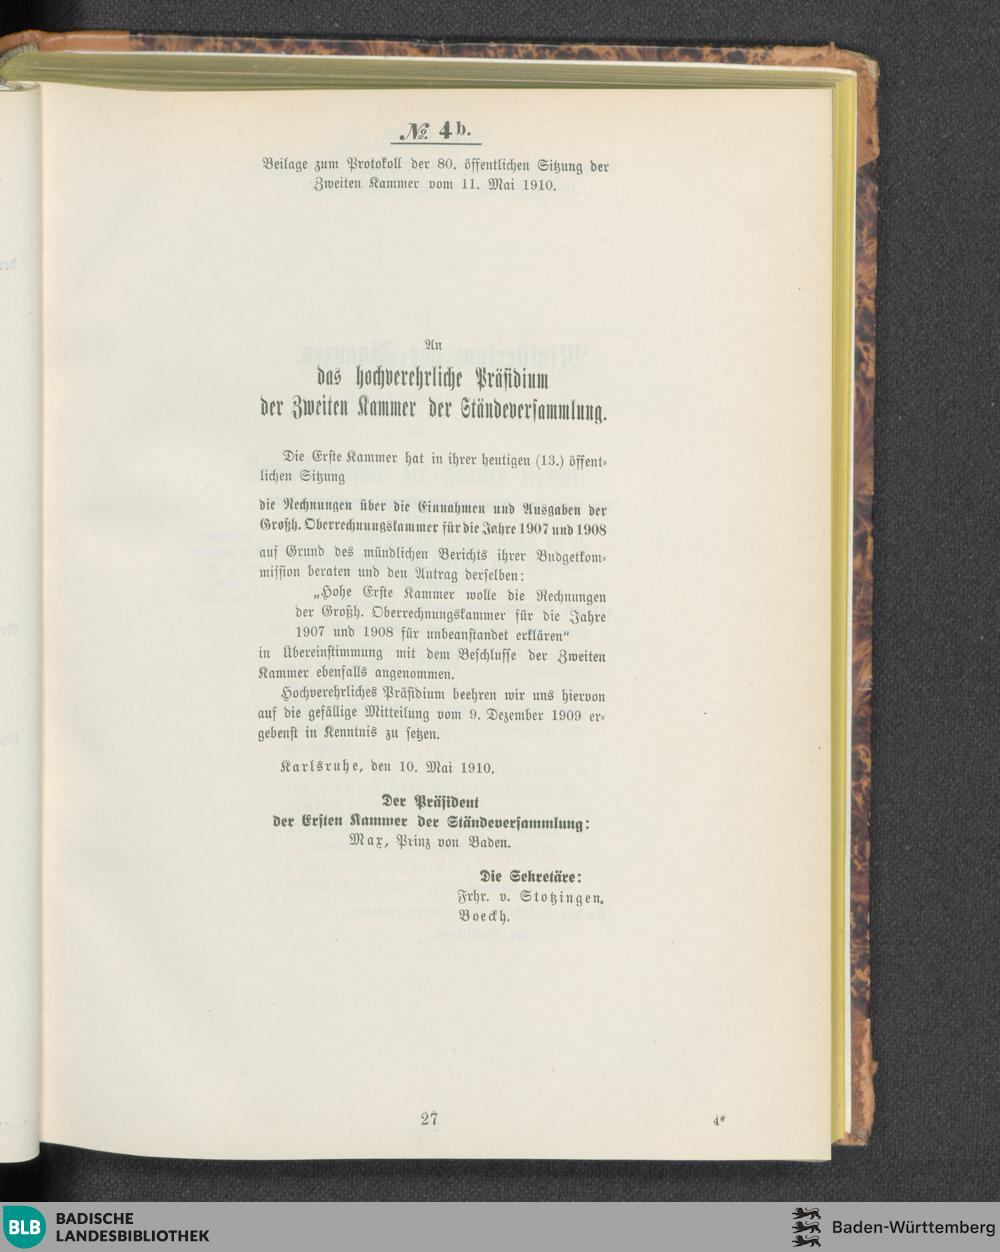 № 4b.
Beilage zum Protokoll der 80. öffentlichen Sitzung der
Zweiten Kammer vom 11. Mai 1910.
An
das hochverehrliche Präsidium
der Zweiten Kammer der Ständeversammlung.
Die Erste Kammer hat in ihrer heutigen (13.) öffent-
lichen Sitzung
die Rechnungen über die Einnahmen und Ausgaben der
Großh. Oberrechnungskammer für die Jahre 1907 und 1908
auf Grund des mündlichen Berichts ihrer Budgetkom-
mission beraten und den Antrag derselben:
„Hohe Erste Kammer wolle die Rechnungen
der Großh. Oberrechnungskammer für die Jahre
1907 und 1908 für unbeanstandet erklären“
in Übereinstimmung mit dem Beschlusse der Zweiten
Kammer ebenfalls angenommen.
Hochverehrliches Präsidium beehren wir uns hiervon
auf die gefällige Mitteilung vom 9. Dezember 1909 er-
gebenst in Kenntnis zu setzen.
Karlsruhe, den 10. Mai 1910.
Der Präsident
der Ersten Kammer der Ständeversammlung:
Max, Prinz von Baden.
Die Sekretäre:
Frhr. v. Stotzingen.
Boeckh.
27
4*
BLB
BADISCHE
LANDESBIBLIOTHEK
Baden-Württemberg